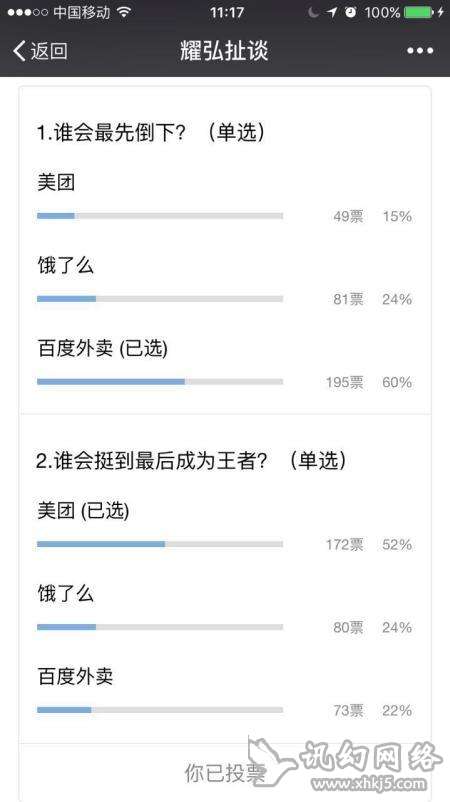 中国移动 11:17 100%
返回 耀弘扯谈
1.谁会最先倒下？（单选）
美团
49票 15%
饿了么
81票 24%
百度外卖 (已选)
195票 60%
2.谁会挺到最后成为王者？（单选）
美团 (已选)
172票 52%
饿了么
80票 24%
百度外卖
73票 22%
你已投票
讯幻网络
www.xhkj5.com